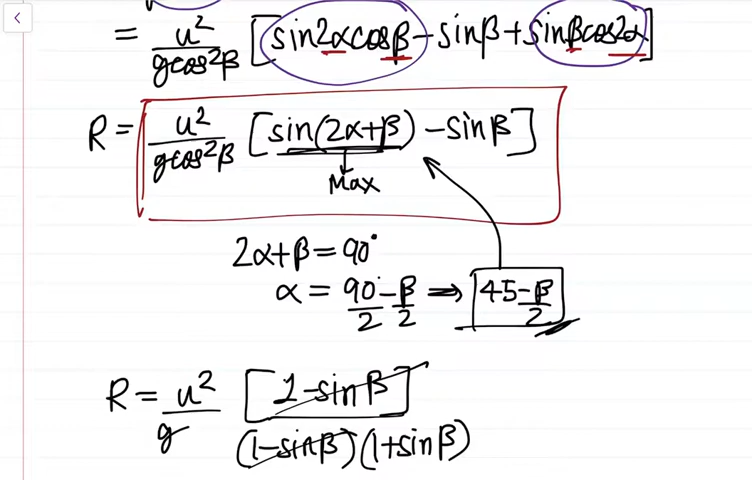 = u²/gcos²β [sin2αcosβ - sinβ + sinβcos2α]
R = u²/gcos²β [sin(2α+β) - sinβ]
Max
2α+β = 90°
α = 90°/2 - β/2 ⇒ 45 - β/2
R = u²/g [1 - sinβ]/(1-sinβ)(1+sinβ)